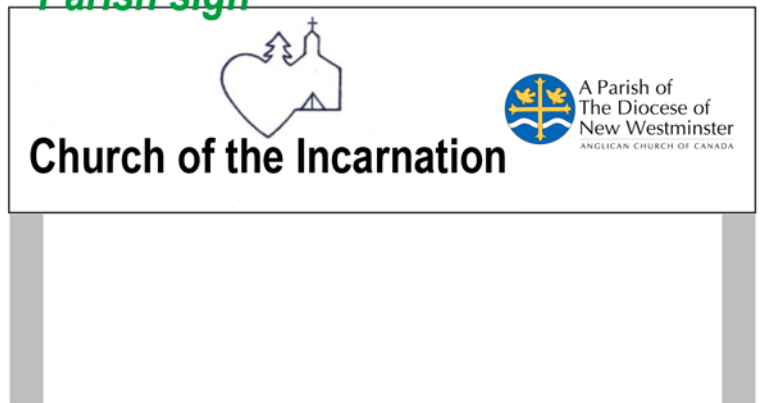 Parish sign
Church of the Incarnation
A Parish of
The Diocese of
New Westminster
ANGLICAN CHURCH OF CANADA